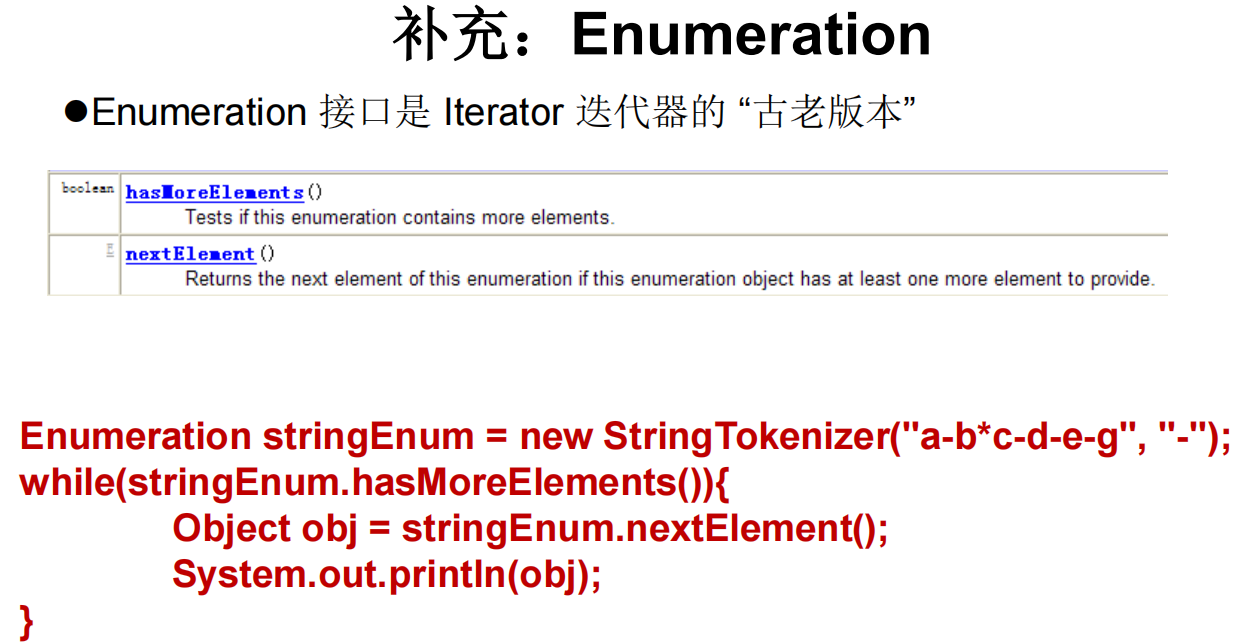 补充：Enumeration
●Enumeration 接口是 Iterator 迭代器的 “古老版本”
boolean hasMoreElements()
Tests if this enumeration contains more elements.
E nextElement()
Returns the next element of this enumeration if this enumeration object has at least one more element to provide.
Enumeration stringEnum = new StringTokenizer("a-b*c-d-e-g", "-");
while(stringEnum.hasMoreElements()){
Object obj = stringEnum.nextElement();
System.out.println(obj);
}